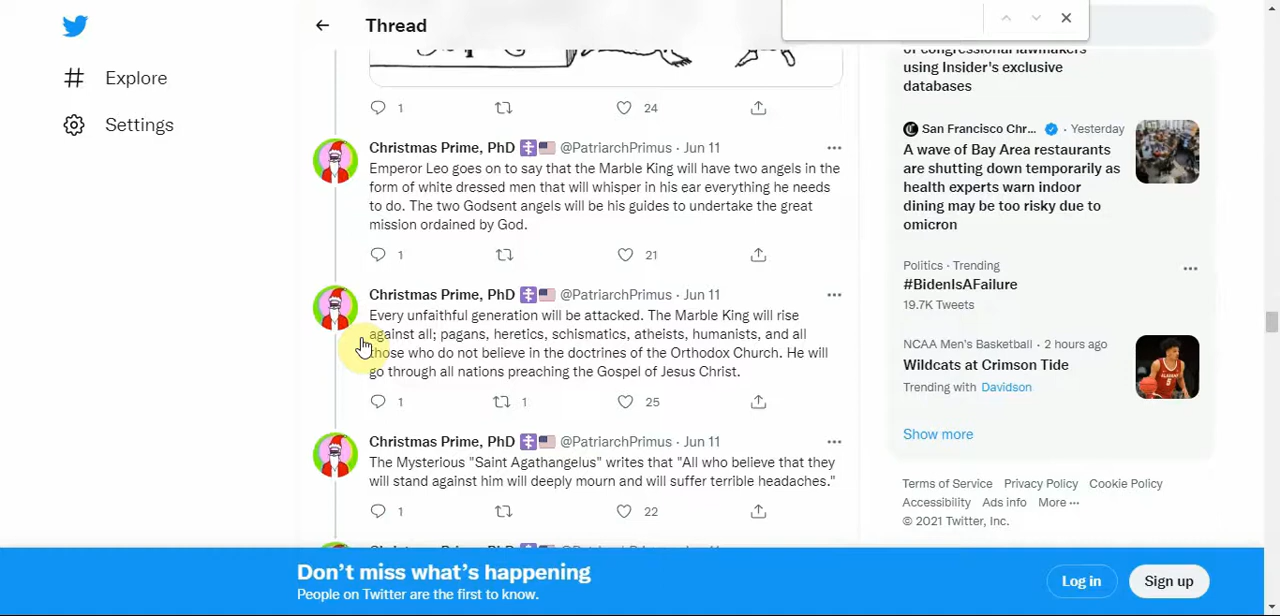 Thread
Explore
Settings
1
24
Christmas Prime, PhD @PatriarchPrimus · Jun 11
Emperor Leo goes on to say that the Marble King will have two angels in the
form of white dressed men that will whisper in his ear everything he needs
to do. The two Godsent angels will be his guides to undertake the great
mission ordained by God.
1
21
Christmas Prime, PhD @PatriarchPrimus · Jun 11
Every unfaithful generation will be attacked. The Marble King will rise
against all; pagans, heretics, schismatics, atheists, humanists, and all
those who do not believe in the doctrines of the Orthodox Church. He will
go through all nations preaching the Gospel of Jesus Christ.
1
1
25
Christmas Prime, PhD @PatriarchPrimus · Jun 11
The Mysterious "Saint Agathangelus" writes that "All who believe that they
will stand against him will deeply mourn and will suffer terrible headaches."
1
22
of congressional lawmakers
using Insider's exclusive
databases
San Francisco Chr... · Yesterday
A wave of Bay Area restaurants
are shutting down temporarily as
health experts warn indoor
dining may be too risky due to
omicron
Politics · Trending
#BidenIsAFailure
19.7K Tweets
NCAA Men's Basketball · 2 hours ago
Wildcats at Crimson Tide
Trending with Davidson
Show more
Terms of Service Privacy Policy Cookie Policy
Accessibility Ads info More ···
© 2021 Twitter, Inc.
Don't miss what's happening
People on Twitter are the first to know.
Log in
Sign up